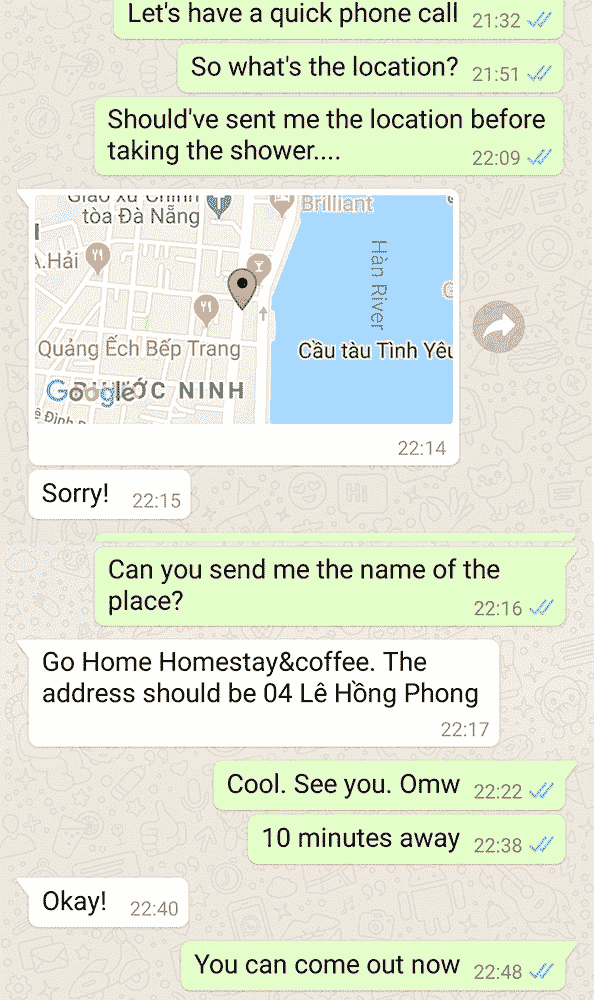 Let's have a quick phone call 21:32
So what's the location? 21:51
Should've sent me the location before
taking the shower.... 22:09
Giáo xứ Chính
tòa Đà Nẵng
Brilliant
A.Hải
Hàn River
Quảng Ếch Bếp Trang
Cầu tàu Tình Yêu
Google
ỚC NINH
22:14
Sorry! 22:15
Can you send me the name of the
place? 22:16
Go Home Homestay&coffee. The
address should be 04 Lê Hồng Phong
22:17
Cool. See you. Omw 22:22
10 minutes away 22:38
Okay! 22:40
You can come out now 22:48